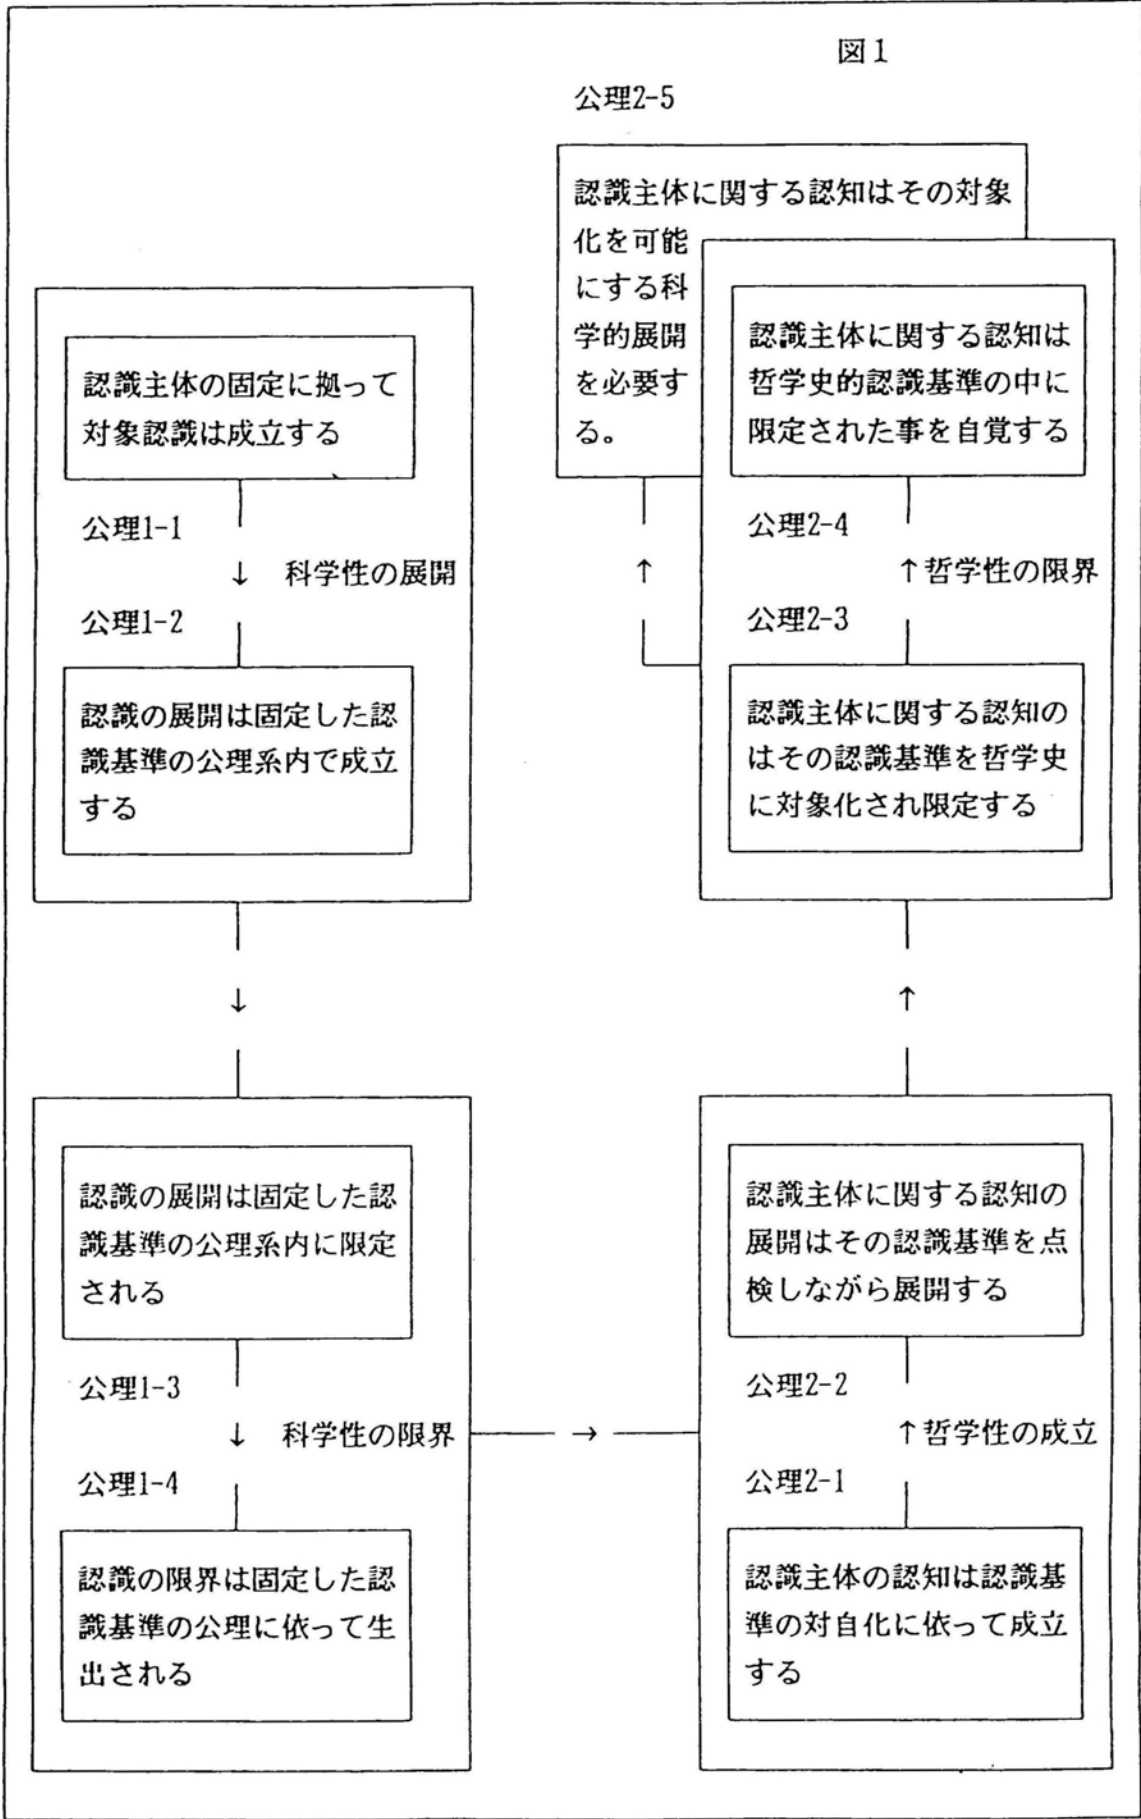 図1
公理2-5
認識主体に関する認知はその対象
化を可能
にする科
学的展開
を必要す
る。
認識主体の固定に拠って
対象認識は成立する
公理1-1
↓ 科学性の展開
公理1-2
認識の展開は固定した認
識基準の公理系内で成立
する
↓
認識の展開は固定した認
識基準の公理系内に限定
される
公理1-3
↓ 科学性の限界
公理1-4
認識の限界は固定した認
識基準の公理に依って生
出される
→
認識主体に関する認知は
哲学史的認識基準の中に
限定された事を自覚する
公理2-4
↑哲学性の限界
公理2-3
認識主体に関する認知の
はその認識基準を哲学史
に対象化され限定する
↑
↑
認識主体に関する認知の
展開はその認識基準を点
検しながら展開する
公理2-2
↑哲学性の成立
公理2-1
認識主体の認知は認識基
準の対自化に依って成立
する